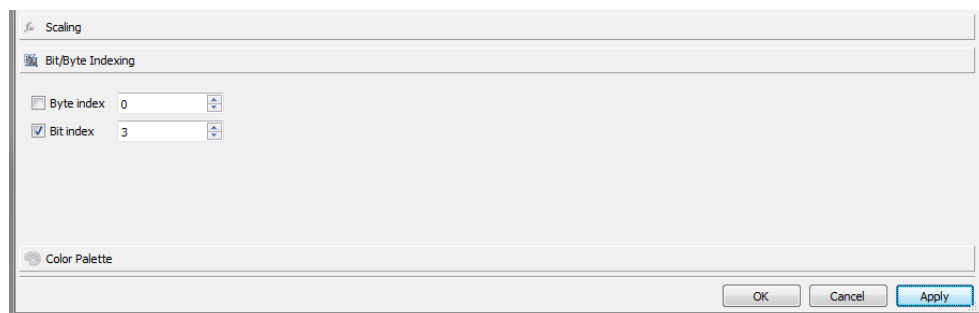 Scaling
Bit/Byte Indexing
Byte index 0
Bit index 3
Color Palette
OK Cancel Apply